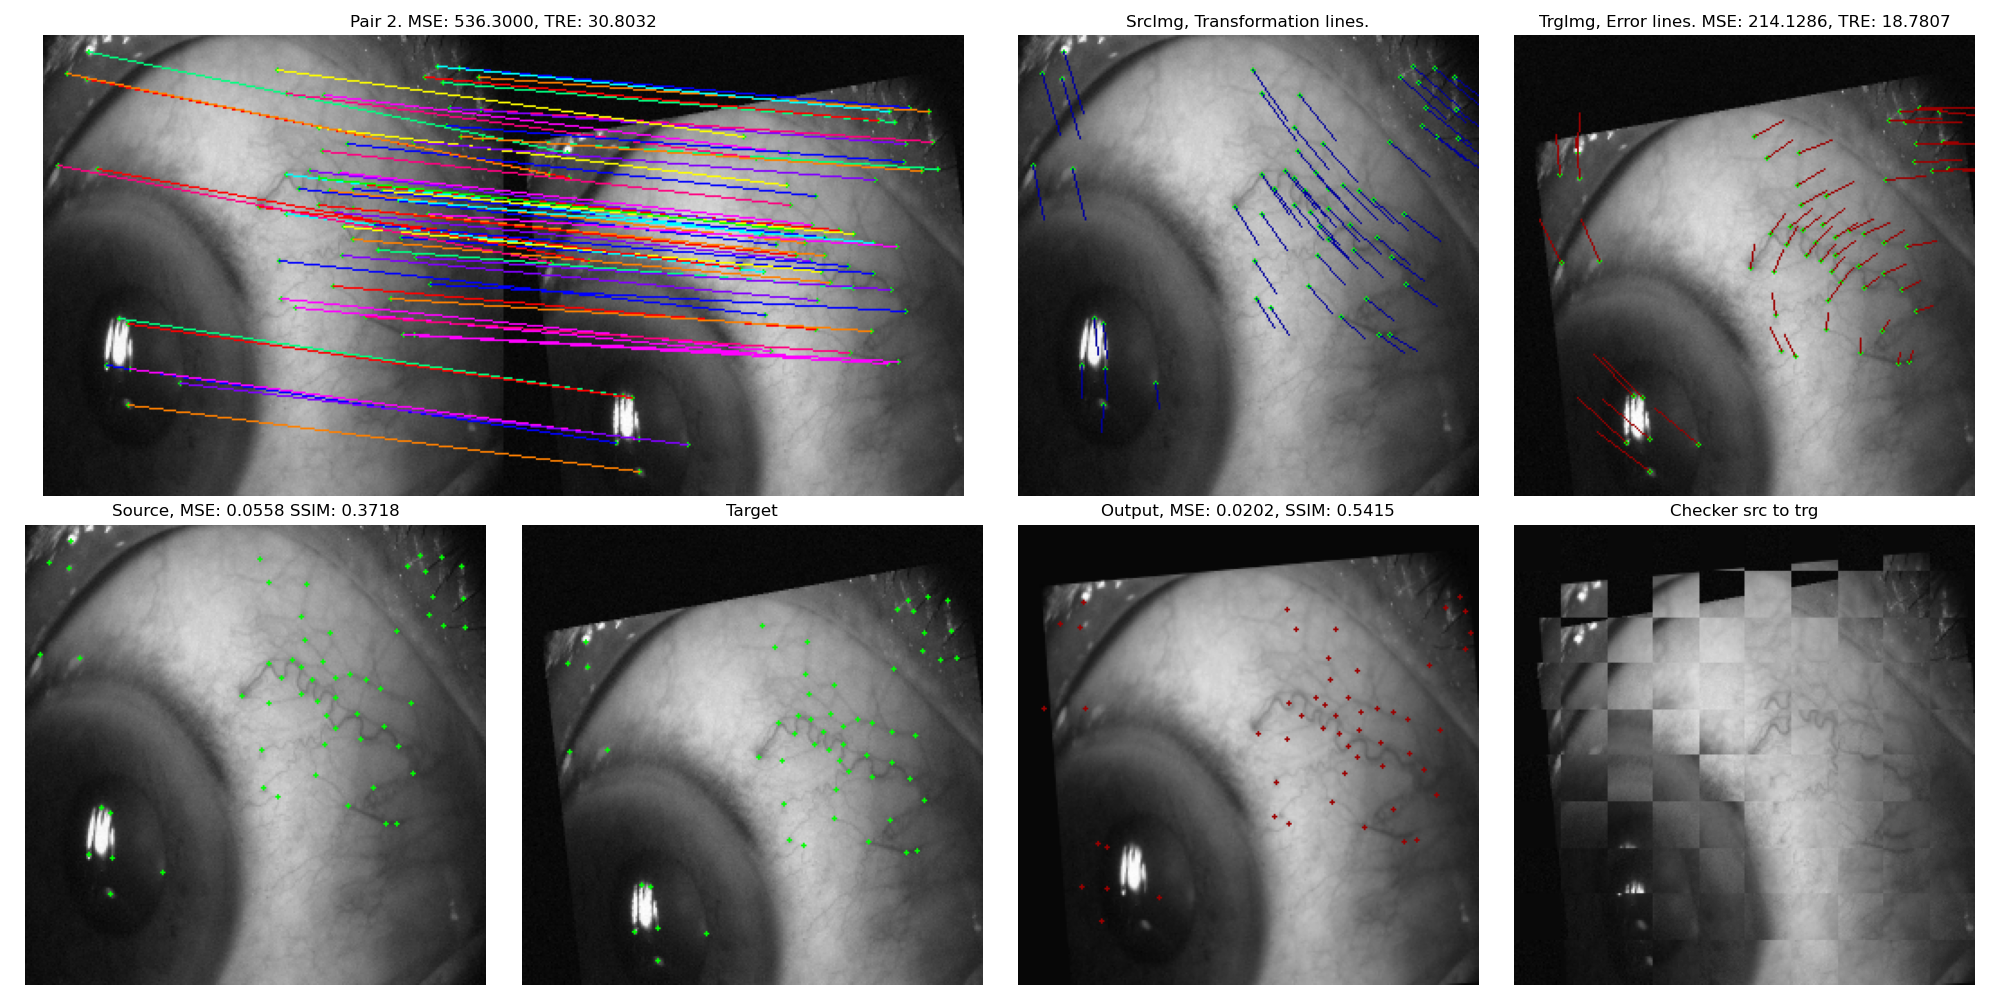 Pair 2. MSE: 536.3000, TRE: 30.8032
SrcImg, Transformation lines.
TrgImg, Error lines. MSE: 214.1286, TRE: 18.7807
Source, MSE: 0.0558 SSIM: 0.3718
Target
Output, MSE: 0.0202, SSIM: 0.5415
Checker src to trg